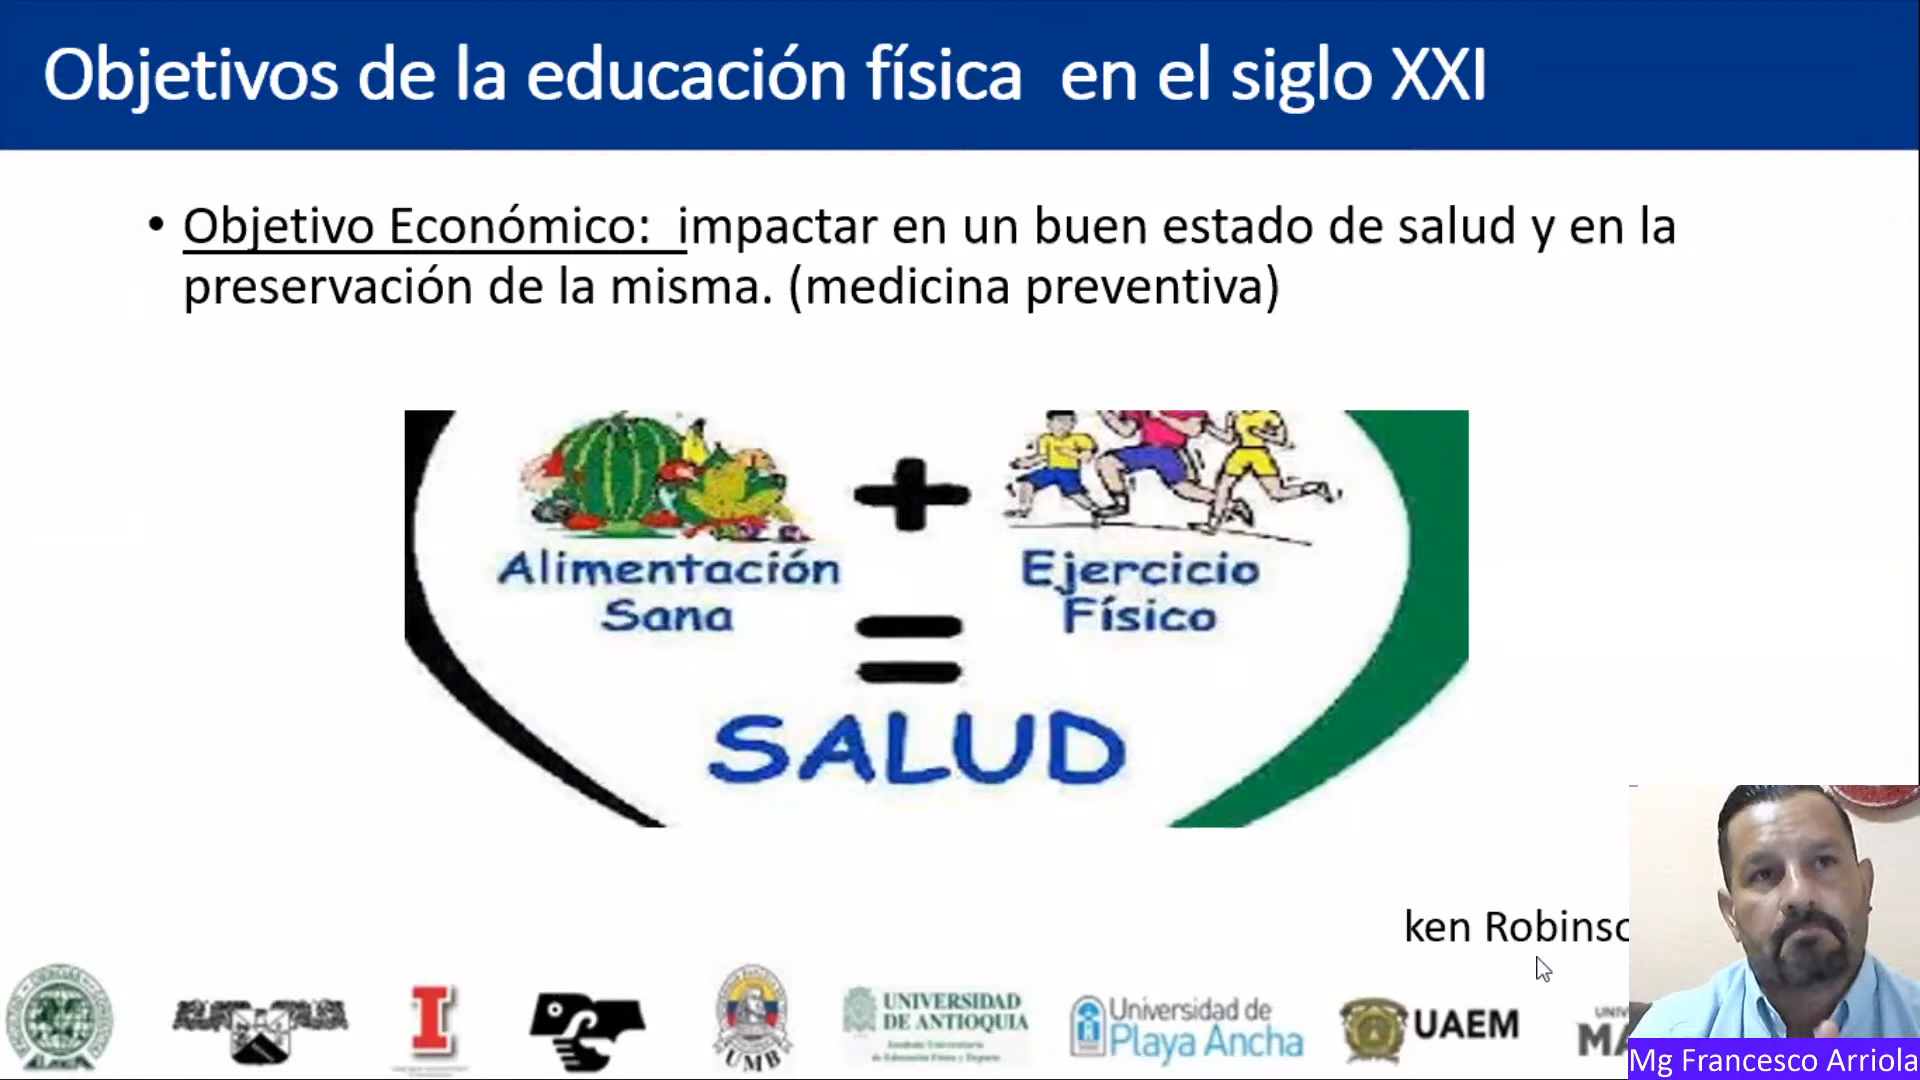 Objetivos de la educación física en el siglo XXI
• Objetivo Económico: impactar en un buen estado de salud y en la
preservación de la misma. (medicina preventiva)
+
Alimentación
Sana
Ejercicio
Físico
=
SALUD
ken Robinso
I
UMB
UNIVERSIDAD
DE ANTIOQUIA
Universidad de
Playa Ancha
UAEM
UNIV
MA
Mg Francesco Arriola